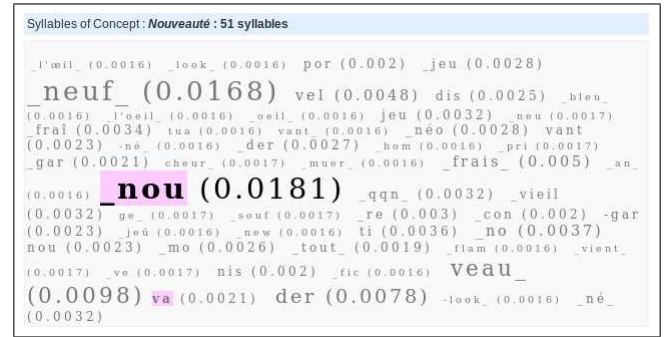 Syllables of Concept : Nouveauté : 51 syllables
_l'œil_ (0.0016) _look_ (0.0016) por (0.002) _jeu (0.0028)
_neuf_ (0.0168) vel (0.0048) dis (0.0025) _bleu_
(0.0016) _l'oeil_ (0.0016) _oeil_ (0.0016) jeu (0.0032) _neu (0.0017)
_fraî (0.0034) tua (0.0016) vant_ (0.0016) _néo (0.0028) vant
(0.0023) -né_ (0.0016) _der (0.0027) _hom (0.0016) _pri (0.0017)
_gar (0.0021) cheur_ (0.0017) _muer_ (0.0016) _frais_ (0.005) _an_
(0.0016) _nou (0.0181) _qqn_ (0.0032) _vieil
(0.0032) ge_ (0.0017) _souf (0.0017) _re (0.003) _con (0.002) -gar
(0.0023) _jeû (0.0016) _new (0.0016) ti (0.0036) _no (0.0037)
nou (0.0023) _mo (0.0026) _tout_ (0.0019) _flam (0.0016) _vient_
(0.0017) _ve (0.0017) nis (0.002) _fic (0.0016) veau_
(0.0098) va (0.0021) der (0.0078) -look_ (0.0016) _né_
(0.0032)